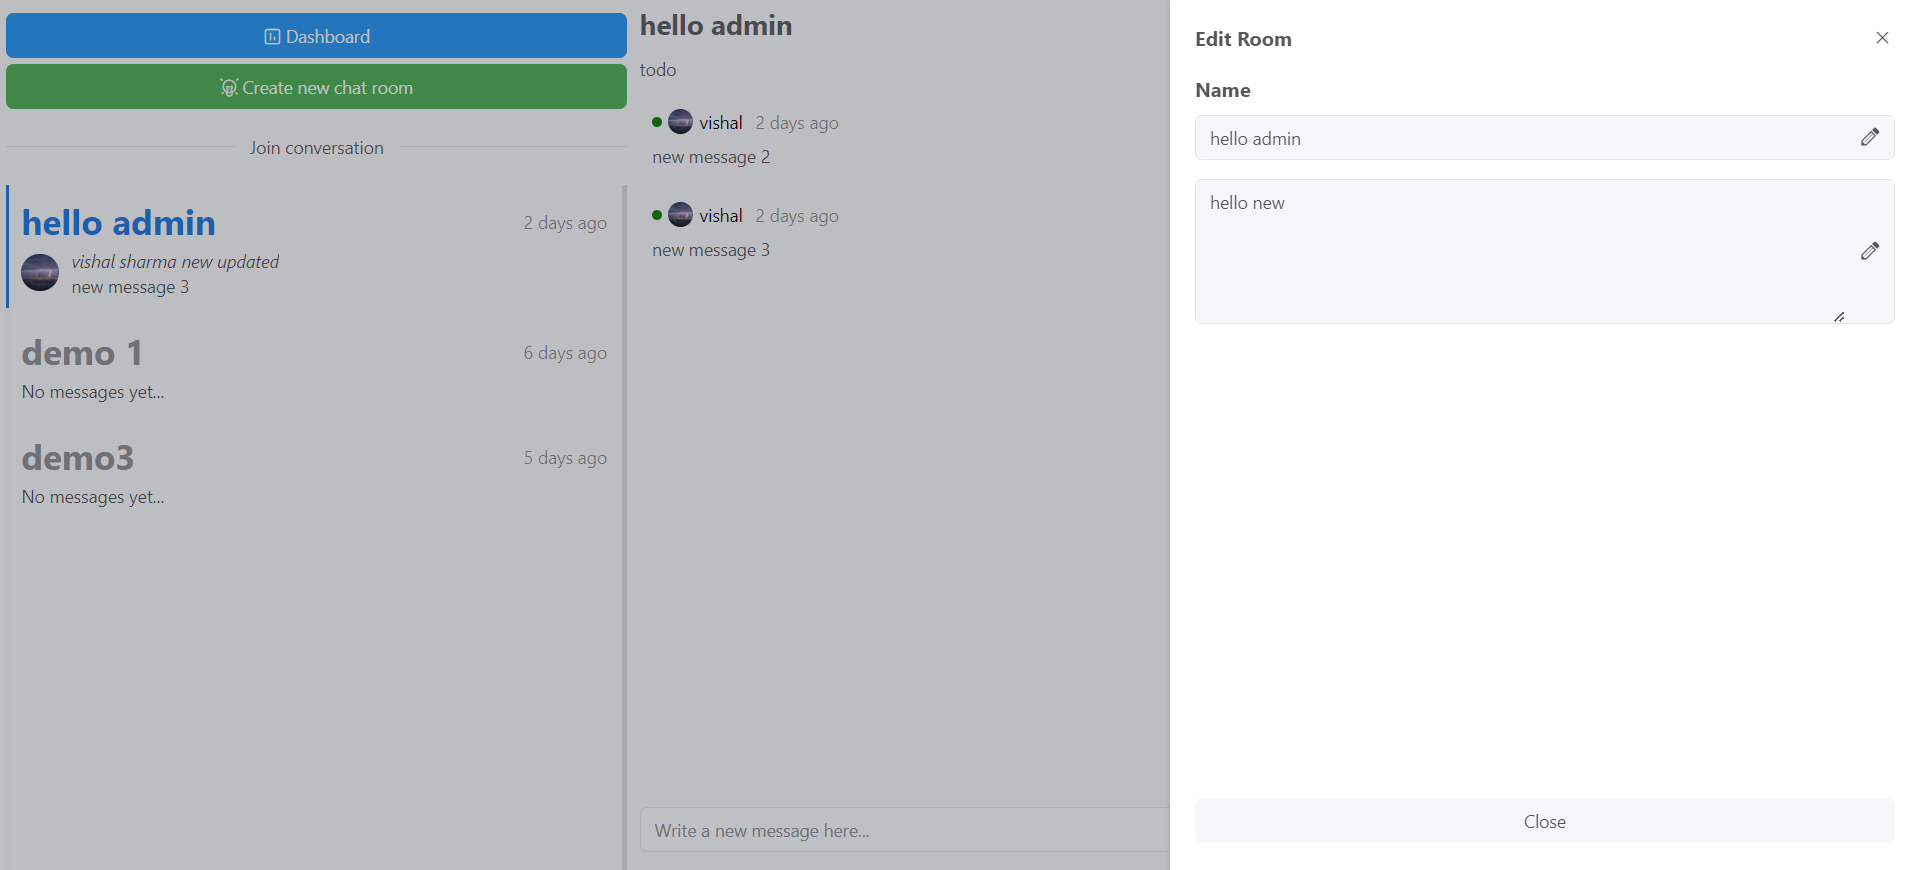 Dashboard
Create new chat room
Join conversation
hello admin
2 days ago
vishal sharma new updated
new message 3
demo 1
6 days ago
No messages yet...
demo3
5 days ago
No messages yet...
hello admin
todo
vishal 2 days ago
new message 2
vishal 2 days ago
new message 3
Write a new message here...
Edit Room
Name
hello admin
hello new
Close